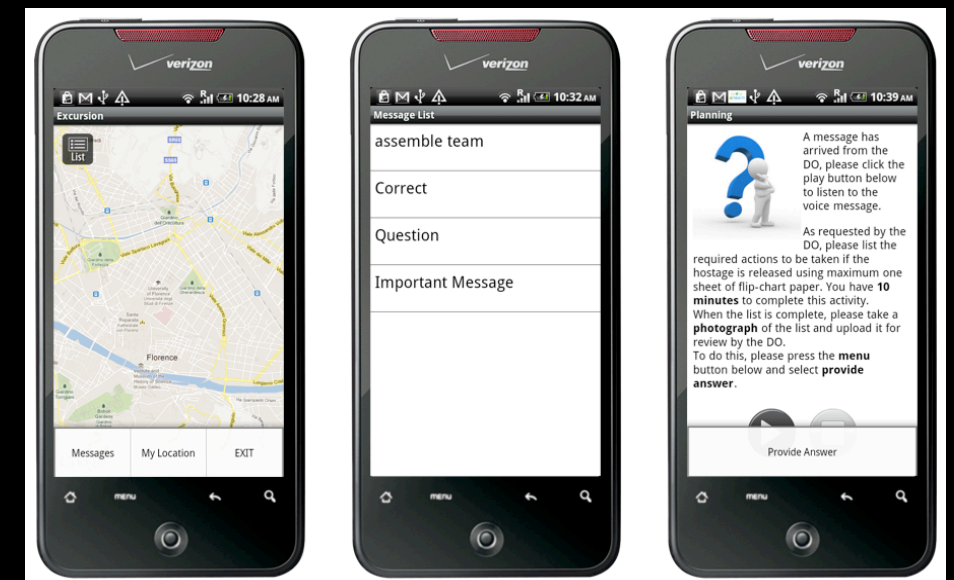 verizon
R 10:28 AM
Excursion
List
Florence
Messages My Location EXIT
menu
verizon
R 10:32 AM
Message List
assemble team
Correct
Question
Important Message
menu
verizon
R 10:39 AM
Planning
A message has
arrived from the
DO, please click the
play button below
to listen to the
voice message.
As requested by the
DO, please list the
required actions to be taken if the
hostage is released using maximum one
sheet of flip-chart paper. You have 10
minutes to complete this activity.
When the list is complete, please take a
photograph of the list and upload it for
review by the DO.
To do this, please press the menu
button below and select provide
answer.
Provide Answer
menu